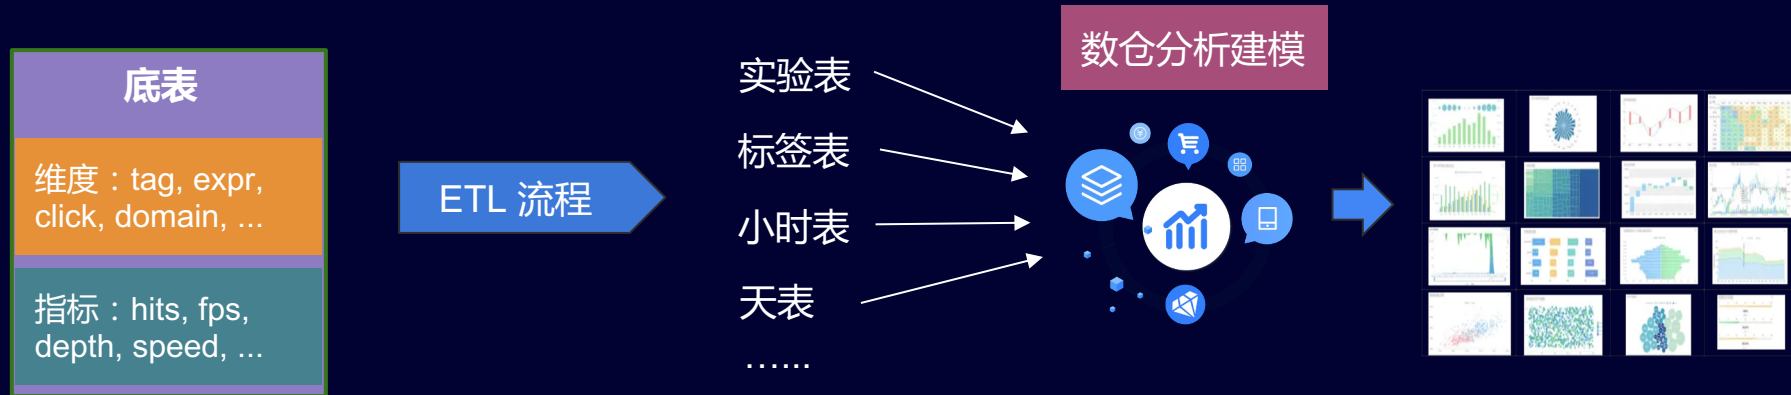 底表
维度：tag, expr,
click, domain, ...
指标：hits, fps,
depth, speed, ...
ETL 流程
实验表
标签表
小时表
天表
…...
数仓分析建模